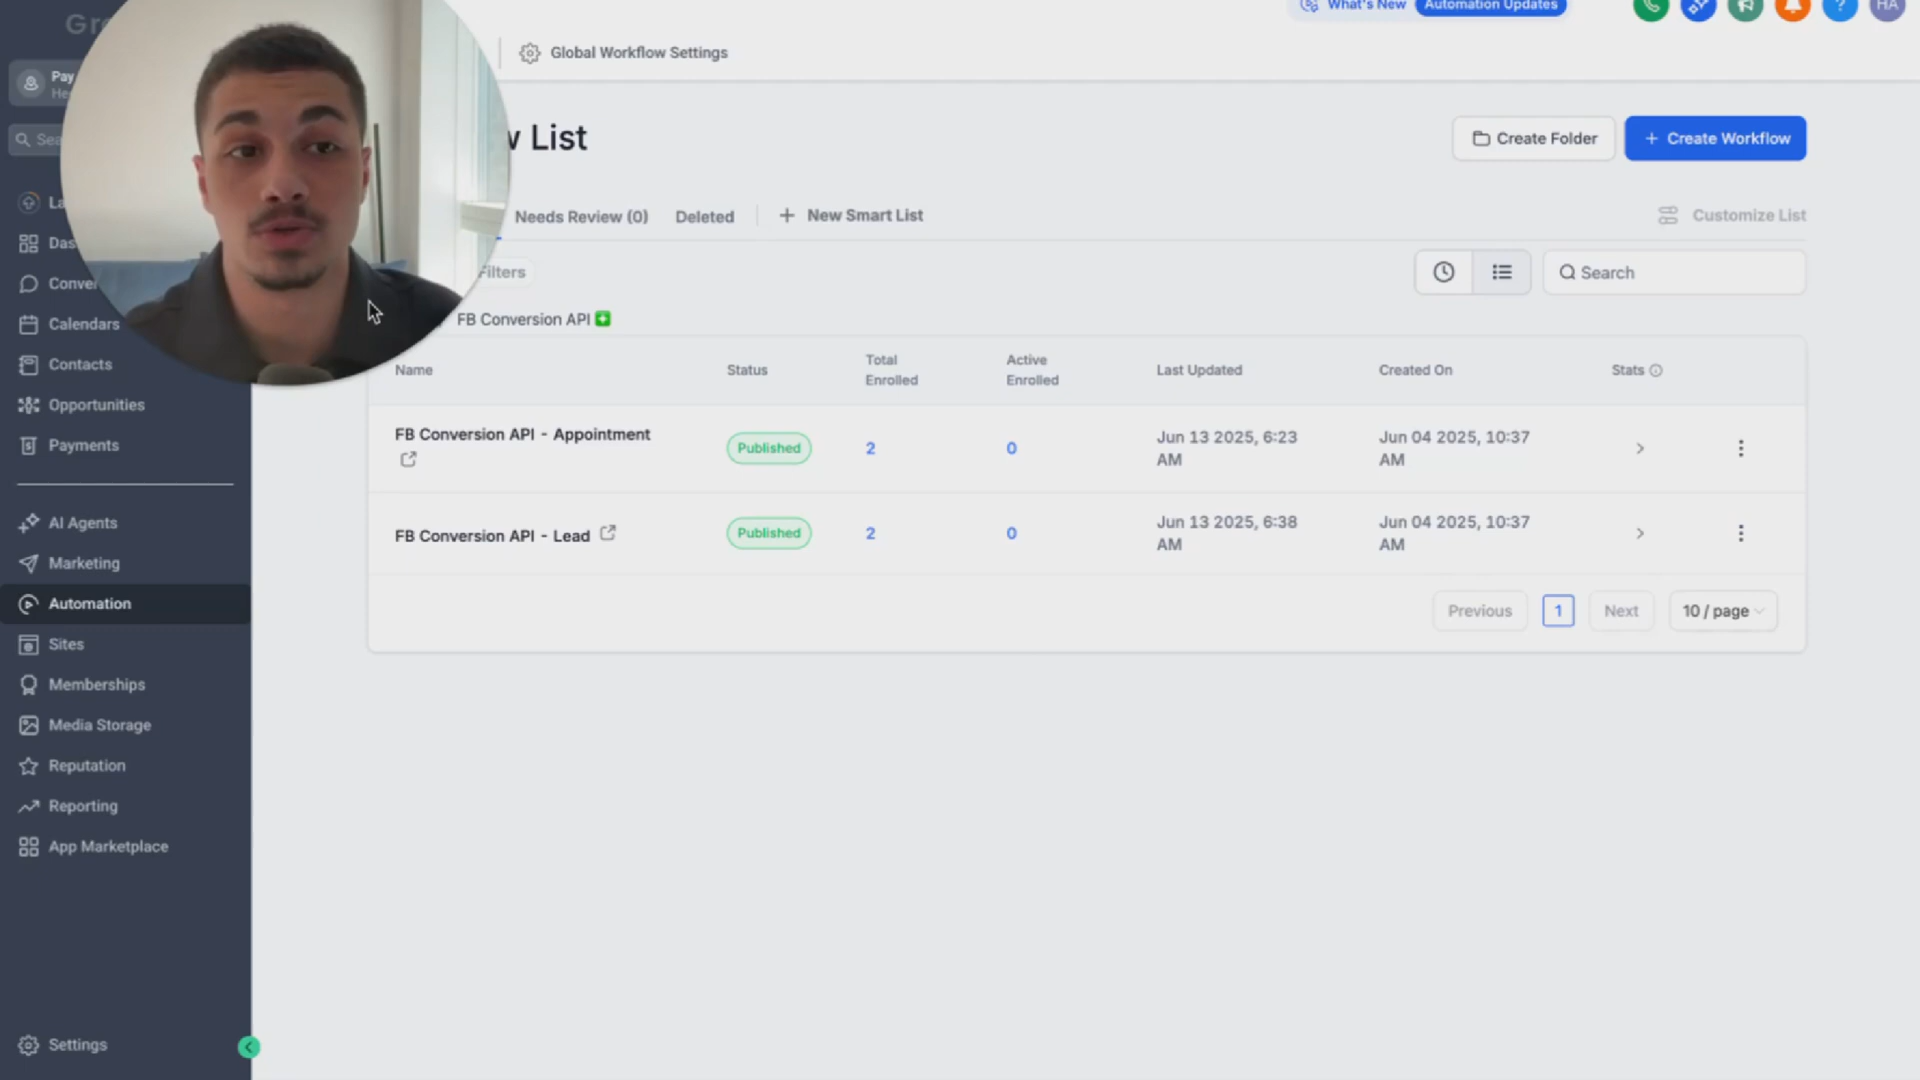 What's New
Automation Updates
HA
Global Workflow Settings
Pay
List
Create Folder
+ Create Workflow
Needs Review (0)
Deleted
+ New Smart List
Customize List
Filters
Search
FB Conversion API
Name
Status
Total Enrolled
Active Enrolled
Last Updated
Created On
Stats
FB Conversion API - Appointment
Published
2
0
Jun 13 2025, 6:23 AM
Jun 04 2025, 10:37 AM
FB Conversion API - Lead
Published
2
0
Jun 13 2025, 6:38 AM
Jun 04 2025, 10:37 AM
Previous
1
Next
10 / page
Calendars
Contacts
Opportunities
Payments
AI Agents
Marketing
Automation
Sites
Memberships
Media Storage
Reputation
Reporting
App Marketplace
Settings